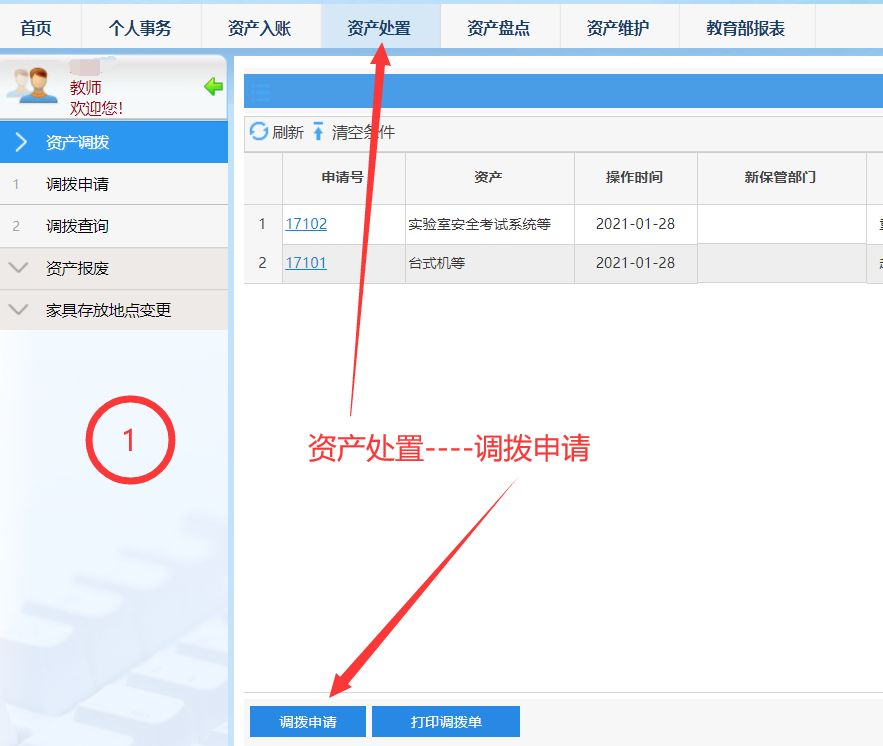 首页 个人事务 资产入账 资产处置 资产盘点 资产维护 教育部报表
教师
欢迎您!
资产调拨
1 调拨申请
2 调拨查询
资产报废
家具存放地点变更
1
刷新 清空条件
申请号 资产 操作时间 新保管部门
1 17102 实验室安全考试系统等 2021-01-28
2 17101 台式机等 2021-01-28
资产处置----调拨申请
调拨申请 打印调拨单